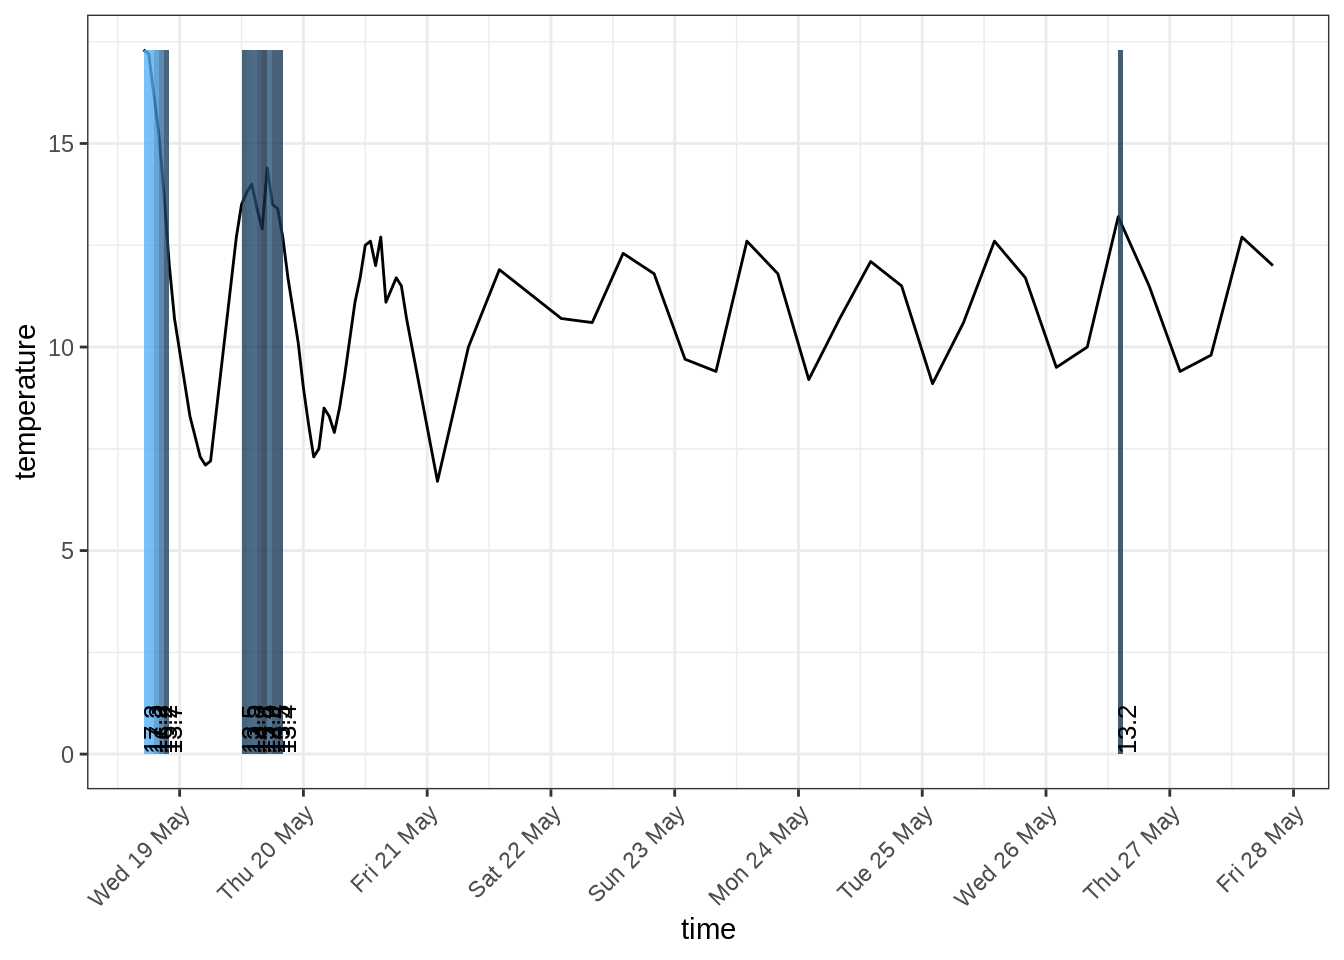 temperature
15
10
5
0
13.2
Wed 19 May
Thu 20 May
Fri 21 May
Sat 22 May
Sun 23 May
Mon 24 May
Tue 25 May
Wed 26 May
Thu 27 May
Fri 28 May
time